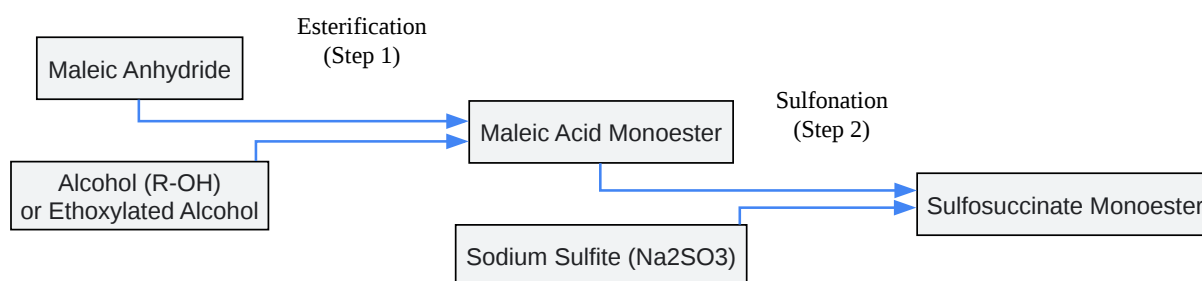 Esterification
(Step 1)
Maleic Anhydride
Sulfonation
(Step 2)
Maleic Acid Monoester
Alcohol (R-OH)
or Ethoxylated Alcohol
Sulfosuccinate Monoester
Sodium Sulfite (Na2SO3)